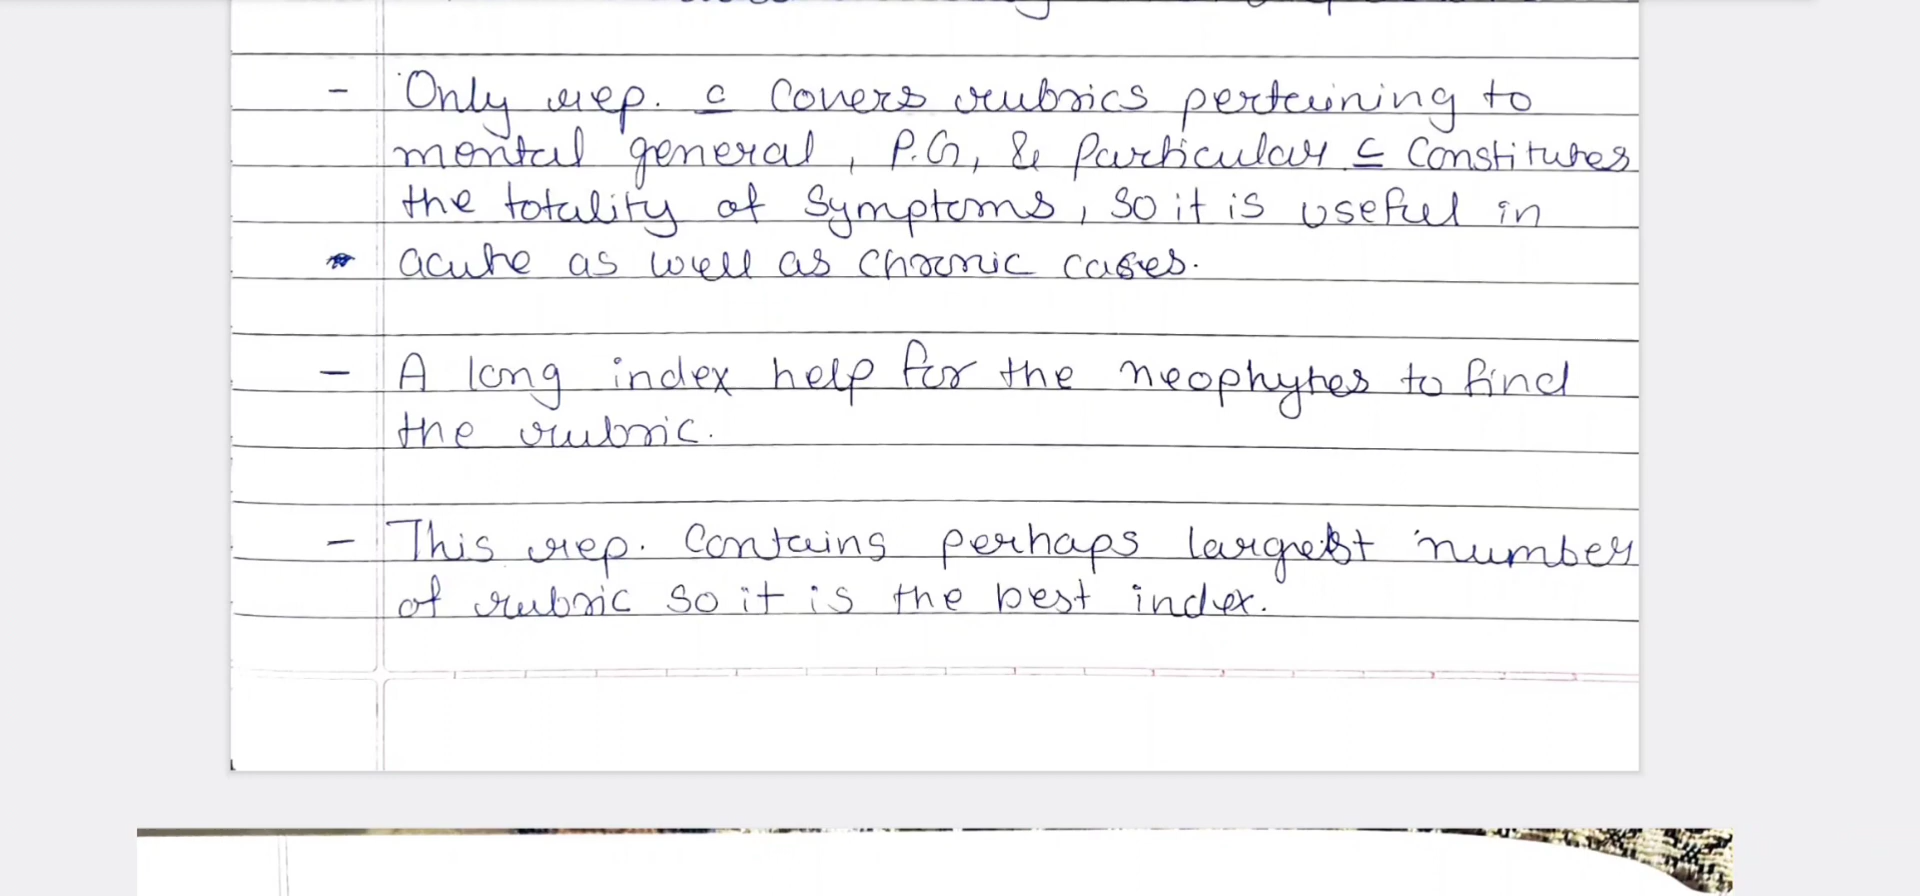 - Only rep. c̲ covers rubrics pertaining to
mental general, P.G, & Particular c̲ Constitutes
the totality of Symptoms, so it is useful in
acute as well as chronic cases.
- A long index help for the neophytes to find
the rubric.
- This rep. Contains perhaps largest number
of rubric so it is the best index.